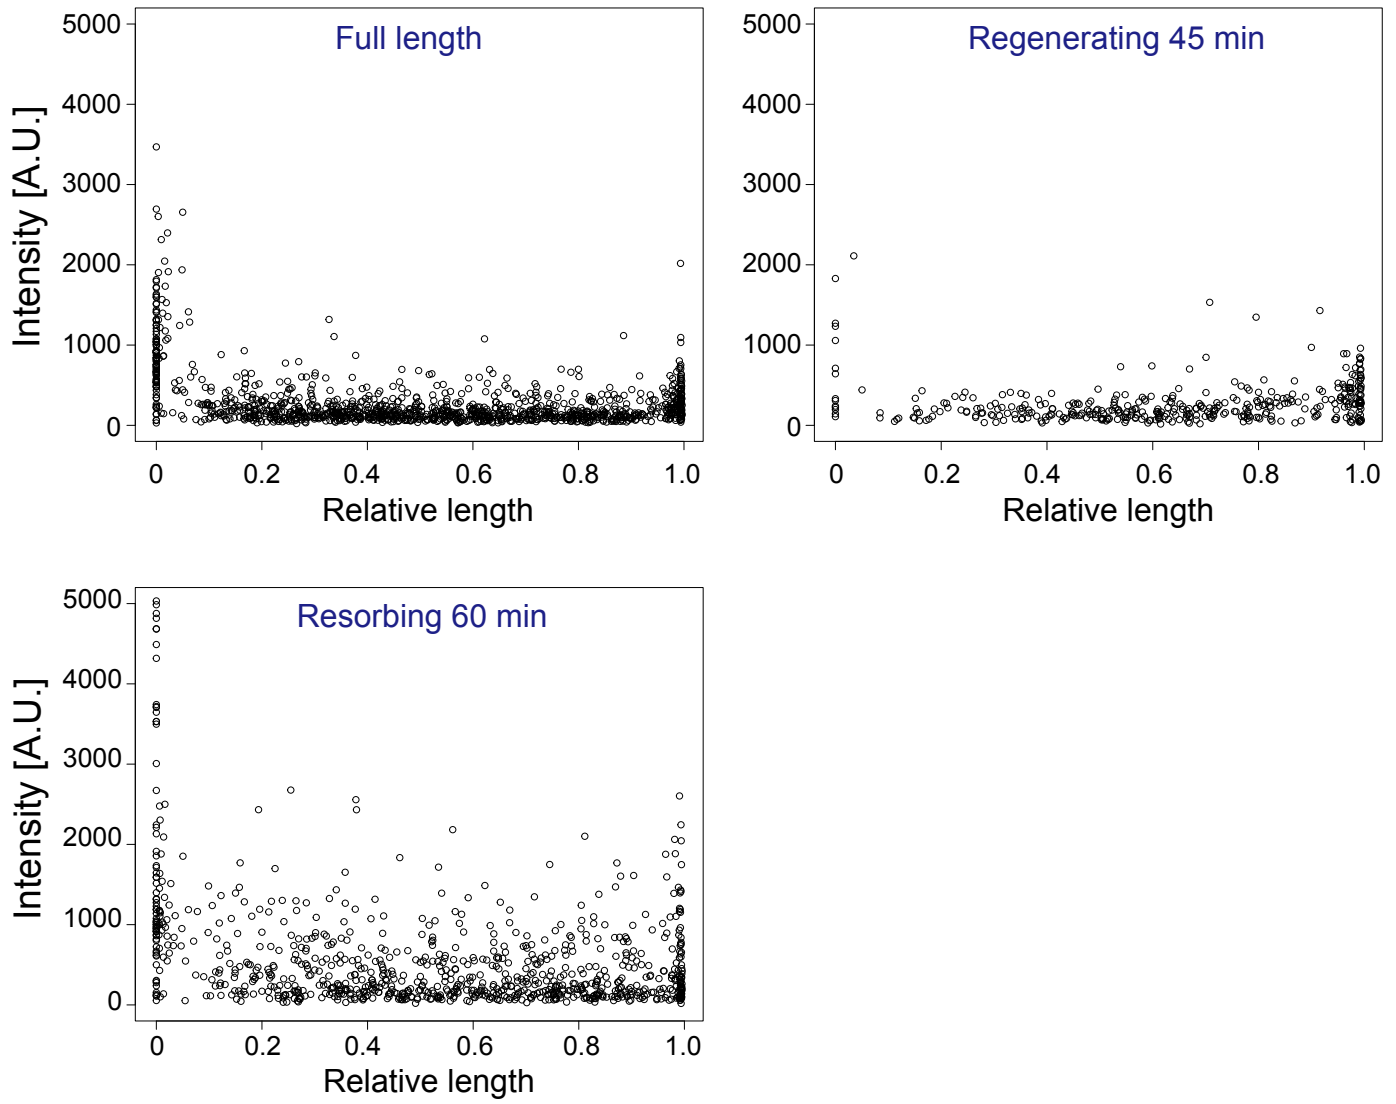 Full length
Intensity [A.U.]
5000
4000
3000
2000
1000
0
0 0.2 0.4 0.6 0.8 1.0
Relative length
Regenerating 45 min
5000
4000
3000
2000
1000
0
0 0.2 0.4 0.6 0.8 1.0
Relative length
Resorbing 60 min
Intensity [A.U.]
5000
4000
3000
2000
1000
0
0 0.2 0.4 0.6 0.8 1.0
Relative length